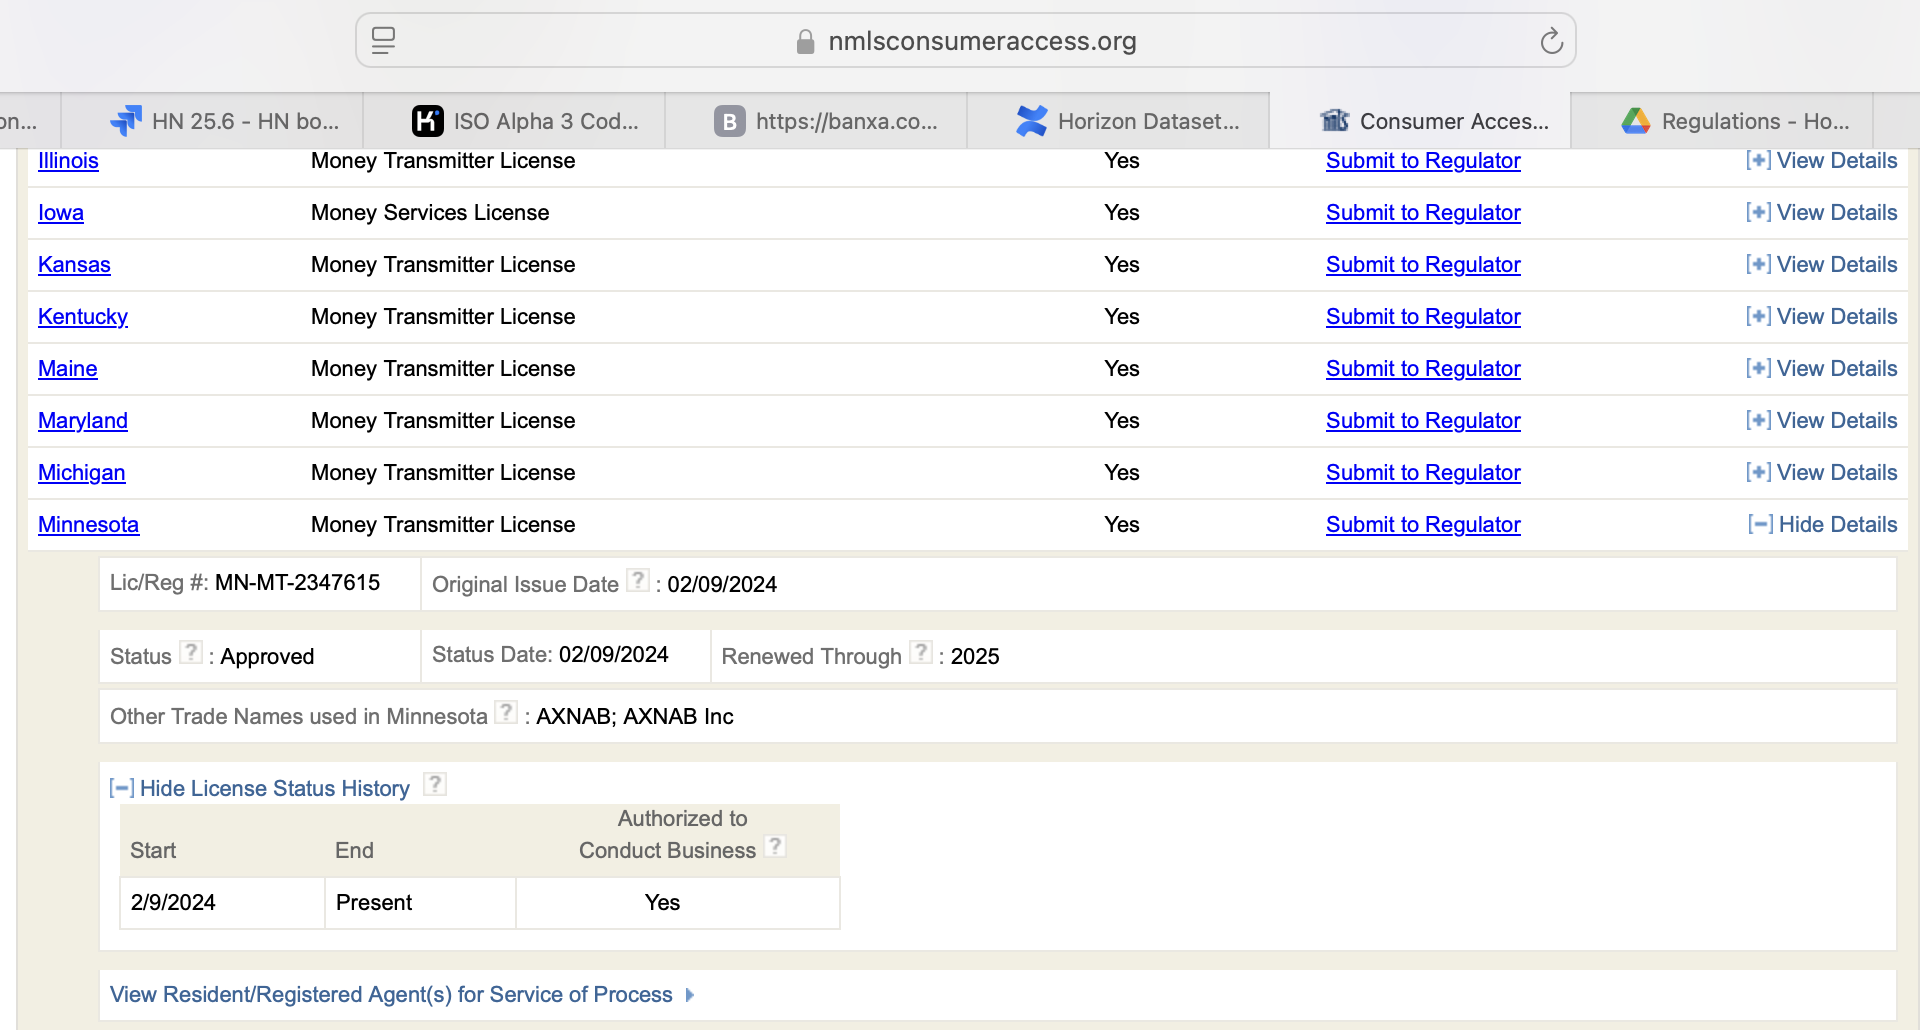 nmlsconsumeraccess.org
on...
HN 25.6 - HN bo...
ISO Alpha 3 Cod...
B https://banxa.co...
Horizon Dataset...
Consumer Acces...
Regulations - Ho...
Illinois Money Transmitter License Yes Submit to Regulator [+] View Details
Iowa Money Services License Yes Submit to Regulator [+] View Details
Kansas Money Transmitter License Yes Submit to Regulator [+] View Details
Kentucky Money Transmitter License Yes Submit to Regulator [+] View Details
Maine Money Transmitter License Yes Submit to Regulator [+] View Details
Maryland Money Transmitter License Yes Submit to Regulator [+] View Details
Michigan Money Transmitter License Yes Submit to Regulator [+] View Details
Minnesota Money Transmitter License Yes Submit to Regulator [−] Hide Details
Lic/Reg #: MN-MT-2347615 Original Issue Date ? : 02/09/2024
Status ? : Approved Status Date: 02/09/2024 Renewed Through ? : 2025
Other Trade Names used in Minnesota ? : AXNAB; AXNAB Inc
[−] Hide License Status History ?
Start End Authorized to Conduct Business ?
2/9/2024 Present Yes
View Resident/Registered Agent(s) for Service of Process